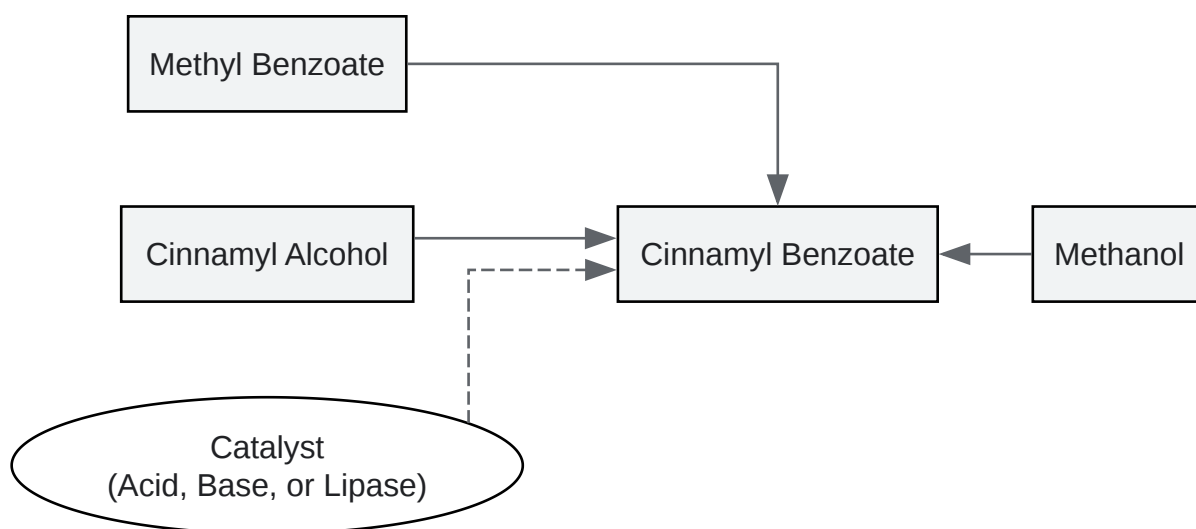 Methyl Benzoate
Cinnamyl Alcohol
Cinnamyl Benzoate
Methanol
Catalyst
(Acid, Base, or Lipase)